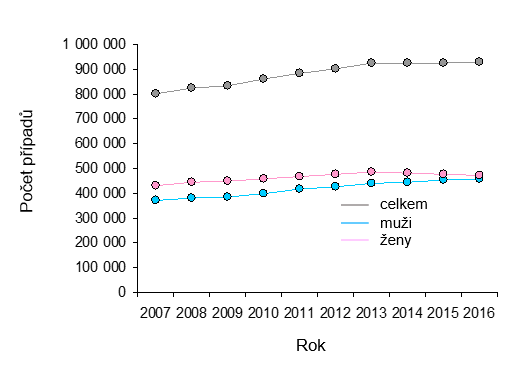 Počet případů
1 000 000
900 000
800 000
700 000
600 000
500 000
400 000
300 000
200 000
100 000
0
celkem
muži
ženy
2007 2008 2009 2010 2011 2012 2013 2014 2015 2016
Rok